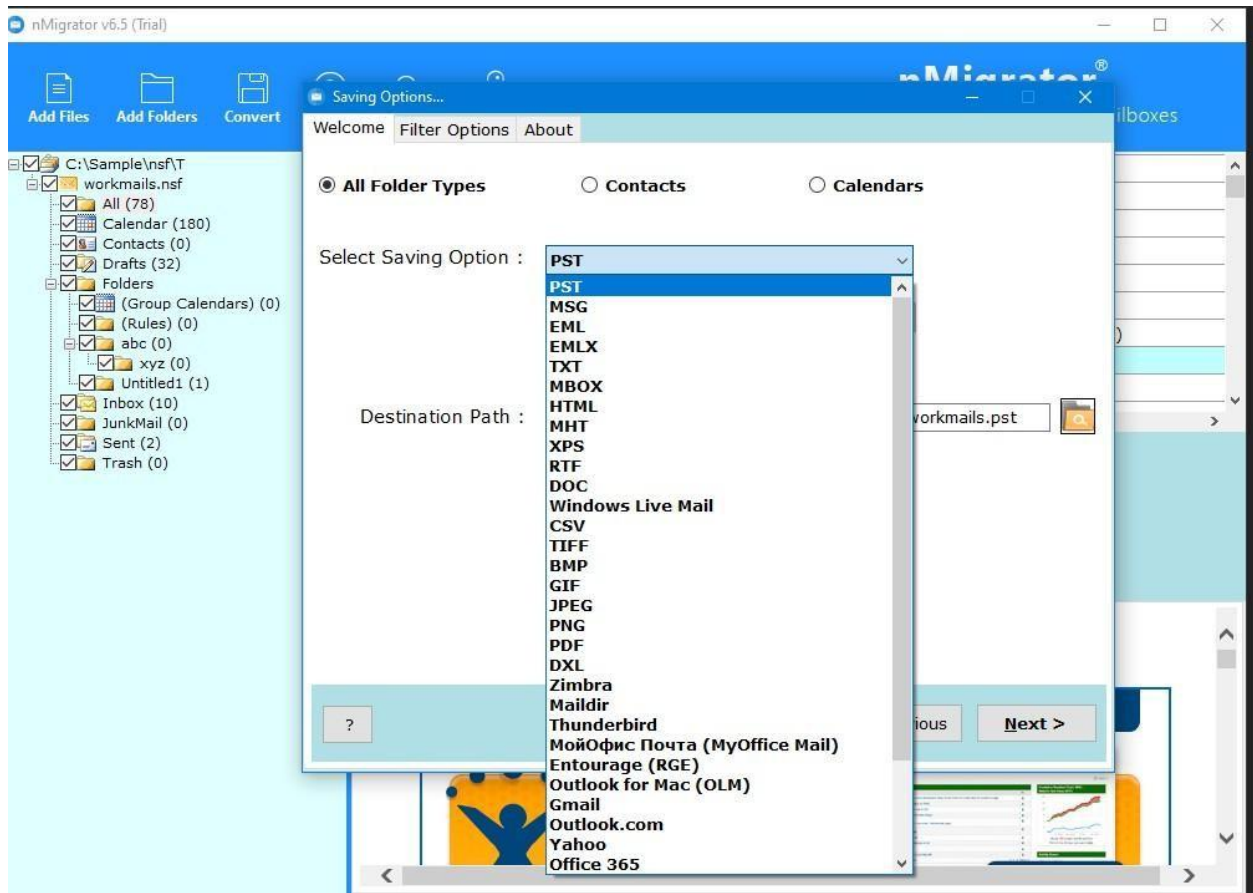 nMigrator v6.5 (Trial)
nMigrator®
Add Files
Add Folders
Convert
ilboxes
C:\Sample\nsf\T
workmails.nsf
All (78)
Calendar (180)
Contacts (0)
Drafts (32)
Folders
(Group Calendars) (0)
(Rules) (0)
abc (0)
xyz (0)
Untitled1 (1)
Inbox (10)
JunkMail (0)
Sent (2)
Trash (0)
Saving Options...
Welcome
Filter Options
About
All Folder Types
Contacts
Calendars
Select Saving Option :
PST
PST
MSG
EML
EMLX
TXT
MBOX
HTML
MHT
XPS
RTF
DOC
Windows Live Mail
CSV
TIFF
BMP
GIF
JPEG
PNG
PDF
DXL
Zimbra
Maildir
Thunderbird
МойОфис Почта (MyOffice Mail)
Entourage (RGE)
Outlook for Mac (OLM)
Gmail
Outlook.com
Yahoo
Office 365
Destination Path :
workmails.pst
?
ious
Next >
)